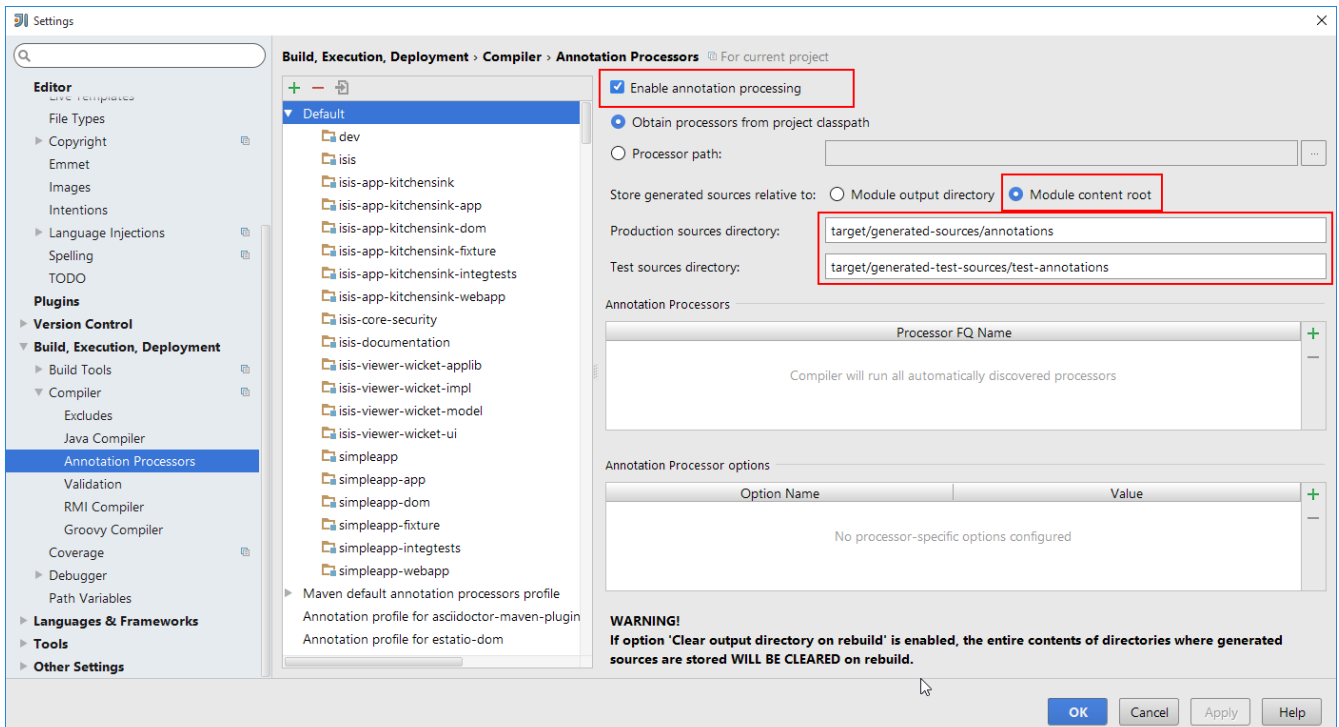 Settings
Build, Execution, Deployment › Compiler › Annotation Processors For current project
Editor
Live Templates
File Types
Copyright
Emmet
Images
Intentions
Language Injections
Spelling
TODO
Plugins
Version Control
Build, Execution, Deployment
Build Tools
Compiler
Excludes
Java Compiler
Annotation Processors
Validation
RMI Compiler
Groovy Compiler
Coverage
Debugger
Path Variables
Languages & Frameworks
Tools
Other Settings
Default
dev
isis
isis-app-kitchensink
isis-app-kitchensink-app
isis-app-kitchensink-dom
isis-app-kitchensink-fixture
isis-app-kitchensink-integtests
isis-app-kitchensink-webapp
isis-core-security
isis-documentation
isis-viewer-wicket-applib
isis-viewer-wicket-impl
isis-viewer-wicket-model
isis-viewer-wicket-ui
simpleapp
simpleapp-app
simpleapp-dom
simpleapp-fixture
simpleapp-integtests
simpleapp-webapp
Maven default annotation processors profile
Annotation profile for asciidoctor-maven-plugin
Annotation profile for estatio-dom
Enable annotation processing
Obtain processors from project classpath
Processor path: ...
Store generated sources relative to: Module output directory Module content root
Production sources directory: target/generated-sources/annotations
Test sources directory: target/generated-test-sources/test-annotations
Annotation Processors
Processor FQ Name
Compiler will run all automatically discovered processors
Annotation Processor options
Option Name Value
No processor-specific options configured
WARNING!
If option 'Clear output directory on rebuild' is enabled, the entire contents of directories where generated
sources are stored WILL BE CLEARED on rebuild.
OK Cancel Apply Help